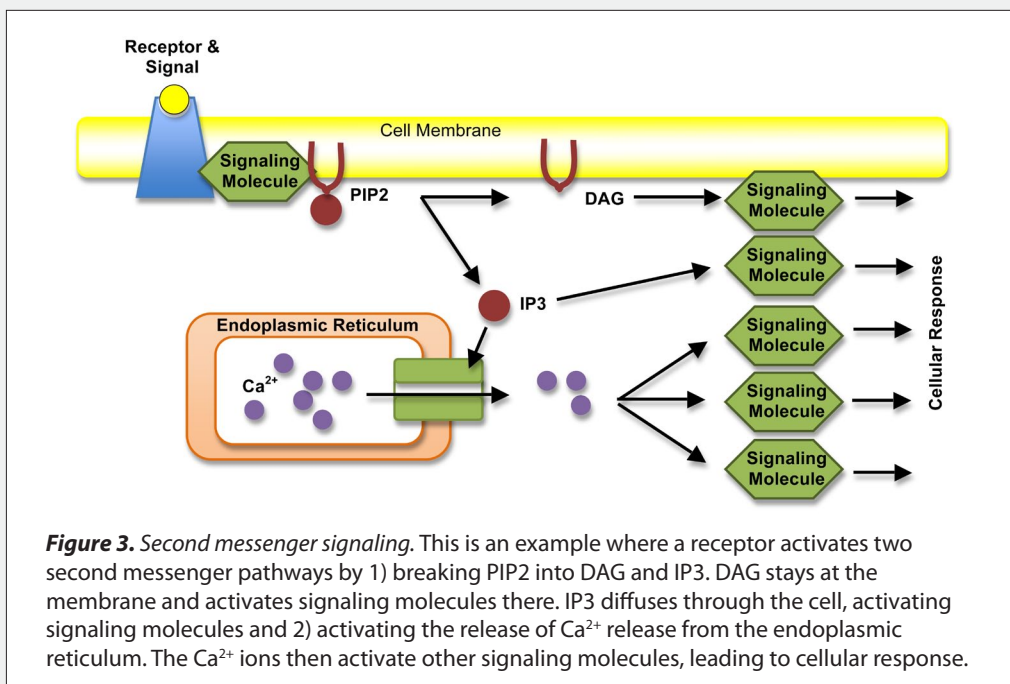 Receptor &
Signal
Cell Membrane
Signaling
Molecule
PIP2
DAG
Signaling
Molecule
Signaling
Molecule
IP3
Endoplasmic Reticulum
Ca²⁺
Signaling
Molecule
Signaling
Molecule
Signaling
Molecule
Cellular Response
Figure 3. Second messenger signaling. This is an example where a receptor activates two
second messenger pathways by 1) breaking PIP2 into DAG and IP3. DAG stays at the
membrane and activates signaling molecules there. IP3 diffuses through the cell, activating
signaling molecules and 2) activating the release of Ca²⁺ release from the endoplasmic
reticulum. The Ca²⁺ ions then activate other signaling molecules, leading to cellular response.